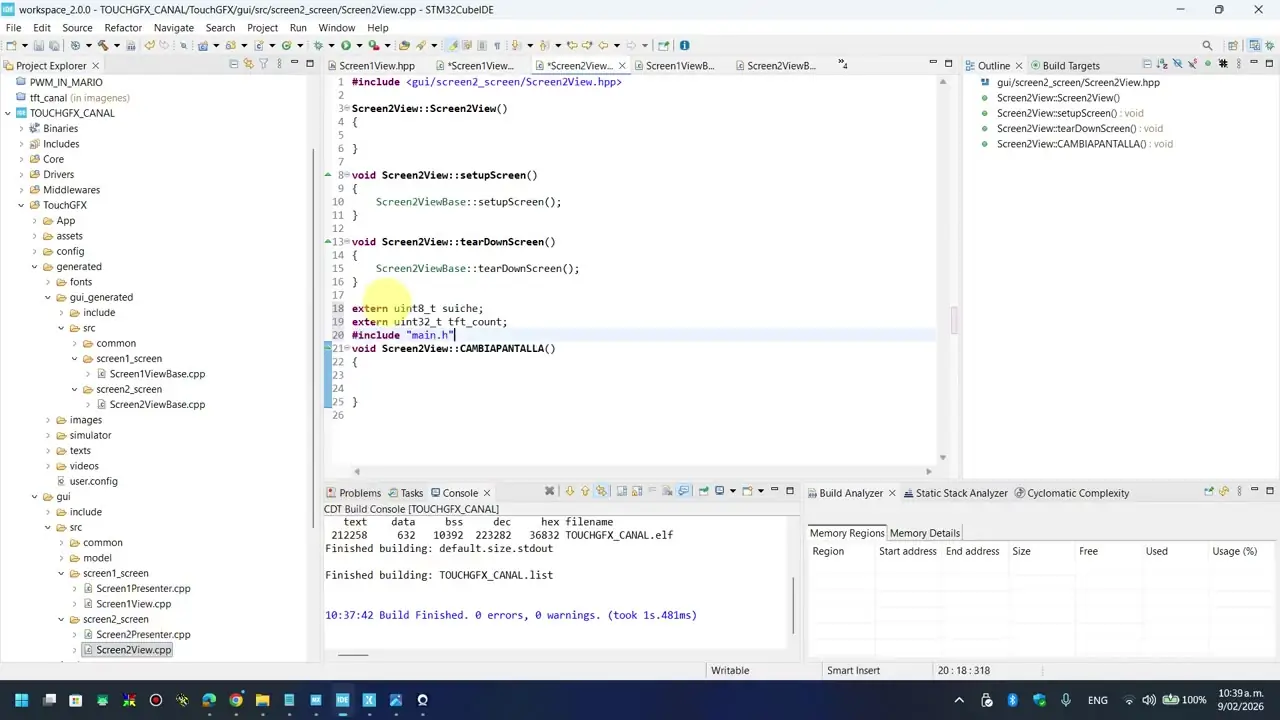 workspace_2.0.0 - TOUCHGFX_CANAL/TouchGFX/gui/src/screen2_screen/Screen2View.cpp - STM32CubeIDE
File Edit Source Refactor Navigate Search Project Run Window Help
Project Explorer
PWM_IN_MARIO
tft_canal (in imagenes)
TOUCHGFX_CANAL
Binaries
Includes
Core
Drivers
Middlewares
TouchGFX
App
assets
config
generated
fonts
gui_generated
include
src
common
screen1_screen
Screen1ViewBase.cpp
screen2_screen
Screen2ViewBase.cpp
images
simulator
texts
videos
user.config
gui
include
src
common
model
screen1_screen
Screen1Presenter.cpp
Screen1View.cpp
screen2_screen
Screen2Presenter.cpp
Screen2View.cpp
Screen1View.hpp *Screen1View... *Screen2View... Screen1ViewB... Screen2ViewB... 4
1 #include <gui/screen2_screen/Screen2View.hpp>
2
3 Screen2View::Screen2View()
4 {
5
6 }
7
8 void Screen2View::setupScreen()
9 {
10 Screen2ViewBase::setupScreen();
11 }
12
13 void Screen2View::tearDownScreen()
14 {
15 Screen2ViewBase::tearDownScreen();
16 }
17
18 extern uint8_t suiche;
19 extern uint32_t tft_count;
20 #include "main.h"
21 void Screen2View::CAMBIAPANTALLA()
22 {
23
24
25 }
26
Outline Build Targets
gui/screen2_screen/Screen2View.hpp
Screen2View::Screen2View()
Screen2View::setupScreen() : void
Screen2View::tearDownScreen() : void
Screen2View::CAMBIAPANTALLA() : void
Problems Tasks Console
CDT Build Console [TOUCHGFX_CANAL]
text data bss dec hex filename
212258 632 10392 223282 36832 TOUCHGFX_CANAL.elf
Finished building: default.size.stdout
Finished building: TOUCHGFX_CANAL.list
10:37:42 Build Finished. 0 errors, 0 warnings. (took 1s.481ms)
Build Analyzer Static Stack Analyzer Cyclomatic Complexity
Memory Regions Memory Details
Region Start address End address Size Free Used Usage (%)
Writable Smart Insert 20 : 18 : 318
ENG 100% 10:39 a. m.
9/02/2026